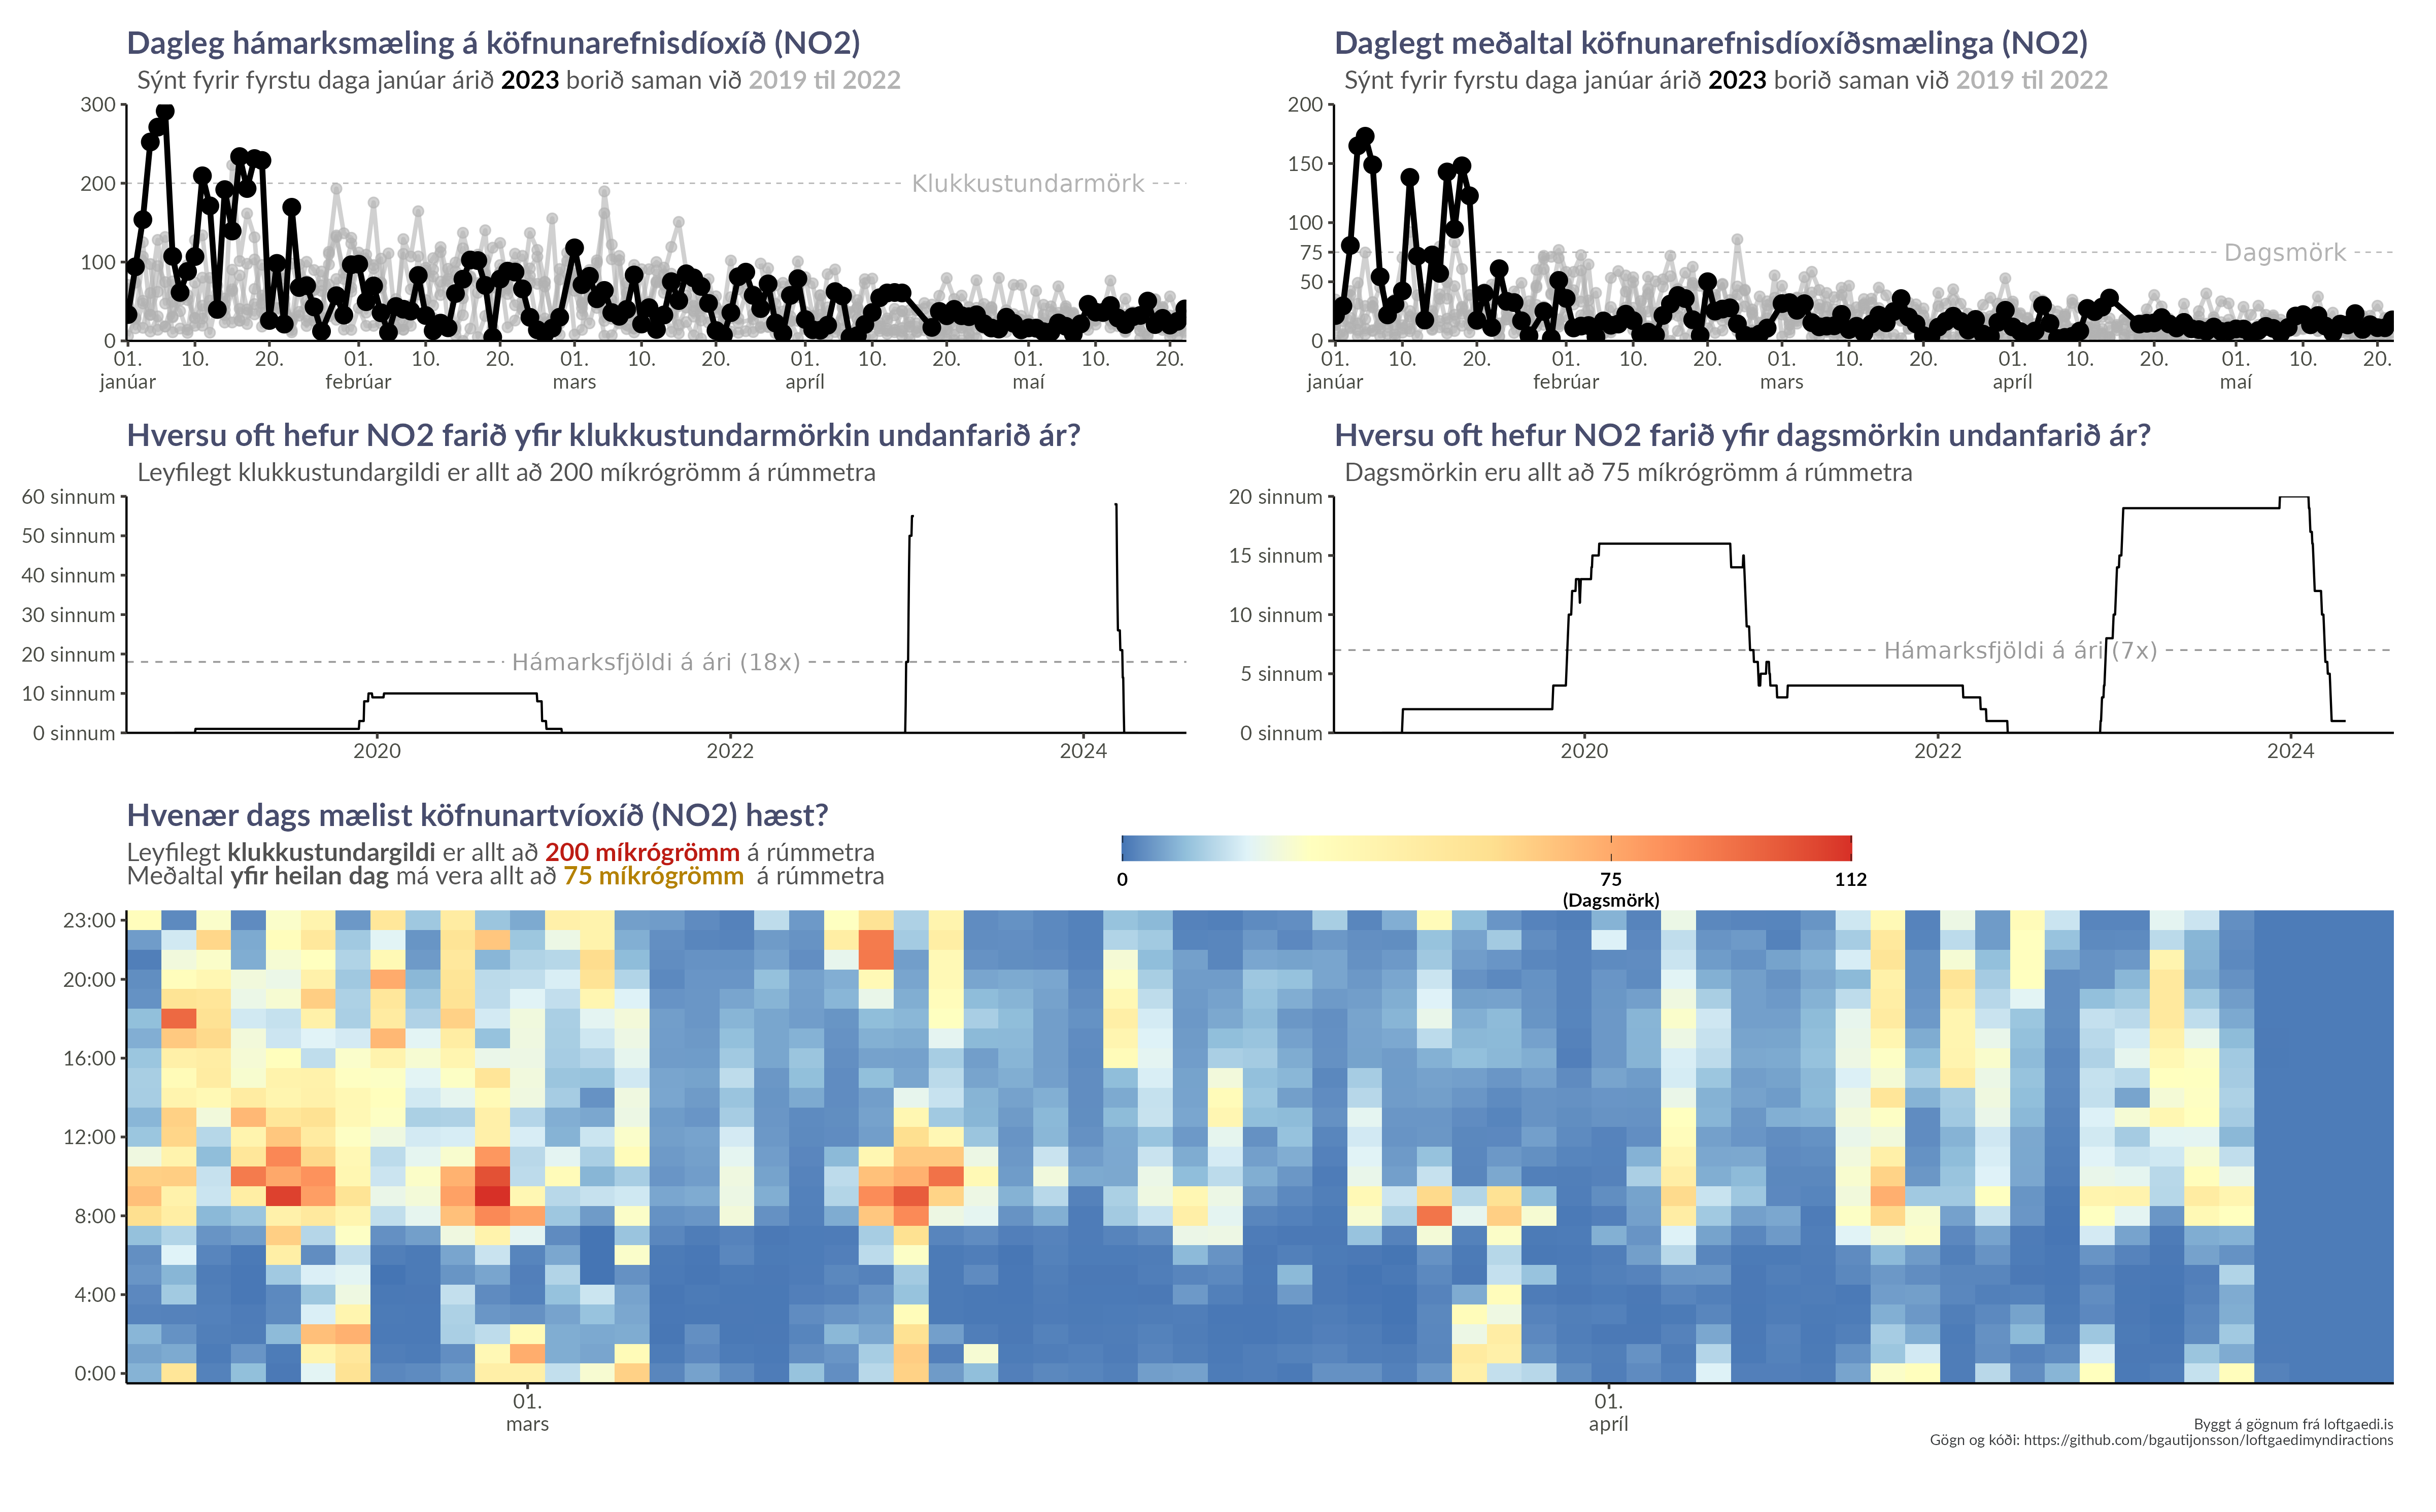 Dagleg hámarksmæling á köfnunarefnisdíoxíð (NO2)
Sýnt fyrir fyrstu daga janúar árið 2023 borið saman við 2019 til 2022
300
200
100
0
Klukkustundarmörk
01. 10. 20. 01. 10. 20. 01. 10. 20. 01. 10. 20. 01. 10. 20.
janúar febrúar mars apríl maí
Daglegt meðaltal köfnunarefnisdíoxíðsmælinga (NO2)
Sýnt fyrir fyrstu daga janúar árið 2023 borið saman við 2019 til 2022
200
150
100
75
50
0
Dagsmörk
01. 10. 20. 01. 10. 20. 01. 10. 20. 01. 10. 20. 01. 10. 20.
janúar febrúar mars apríl maí
Hversu oft hefur NO2 farið yfir klukkustundarmörkin undanfarið ár?
Leyfilegt klukkustundargildi er allt að 200 míkrógrömm á rúmmetra
60 sinnum
50 sinnum
40 sinnum
30 sinnum
20 sinnum
10 sinnum
0 sinnum
Hámarksfjöldi á ári (18x)
2020 2022 2024
Hversu oft hefur NO2 farið yfir dagsmörkin undanfarið ár?
Dagsmörkin eru allt að 75 míkrógrömm á rúmmetra
20 sinnum
15 sinnum
10 sinnum
5 sinnum
0 sinnum
Hámarksfjöldi á ári (7x)
2020 2022 2024
Hvenær dags mælist köfnunartvíoxíð (NO2) hæst?
Leyfilegt klukkustundargildi er allt að 200 míkrógrömm á rúmmetra
Meðaltal yfir heilan dag má vera allt að 75 míkrógrömm á rúmmetra
0 75 112
(Dagsmörk)
23:00
20:00
16:00
12:00
8:00
4:00
0:00
01. 01.
mars apríl
Byggt á gögnum frá loftgaedi.is
Gögn og kóði: https://github.com/bgautijonsson/loftgaedimyndiractions